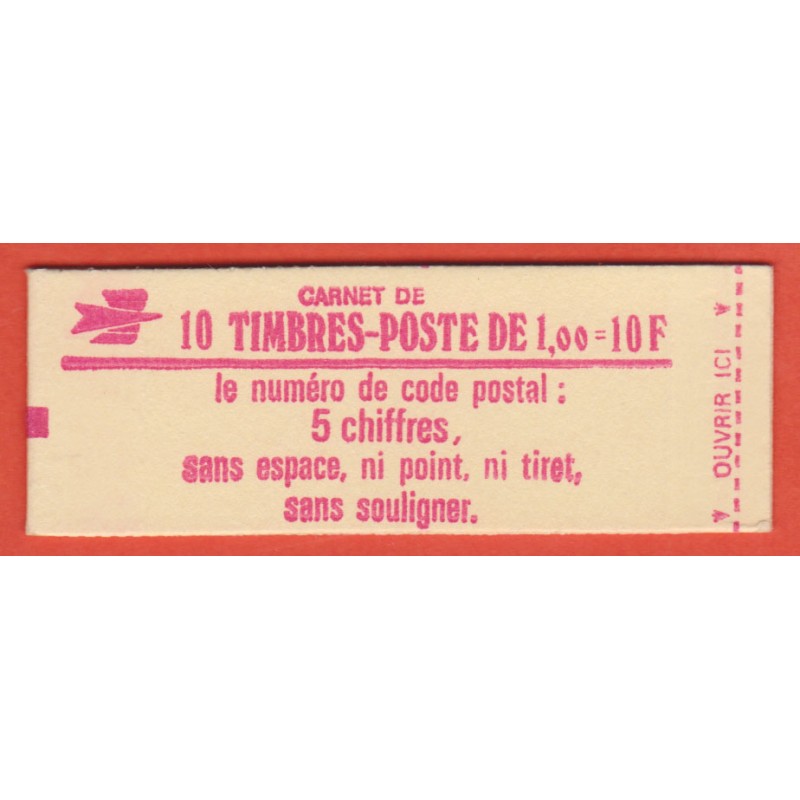 CARNET DE
10 TIMBRES-POSTE DE 1,00=10F
le numéro de code postal :
5 chiffres,
sans espace, ni point, ni tiret,
sans souligner.
OUVRIR ICI